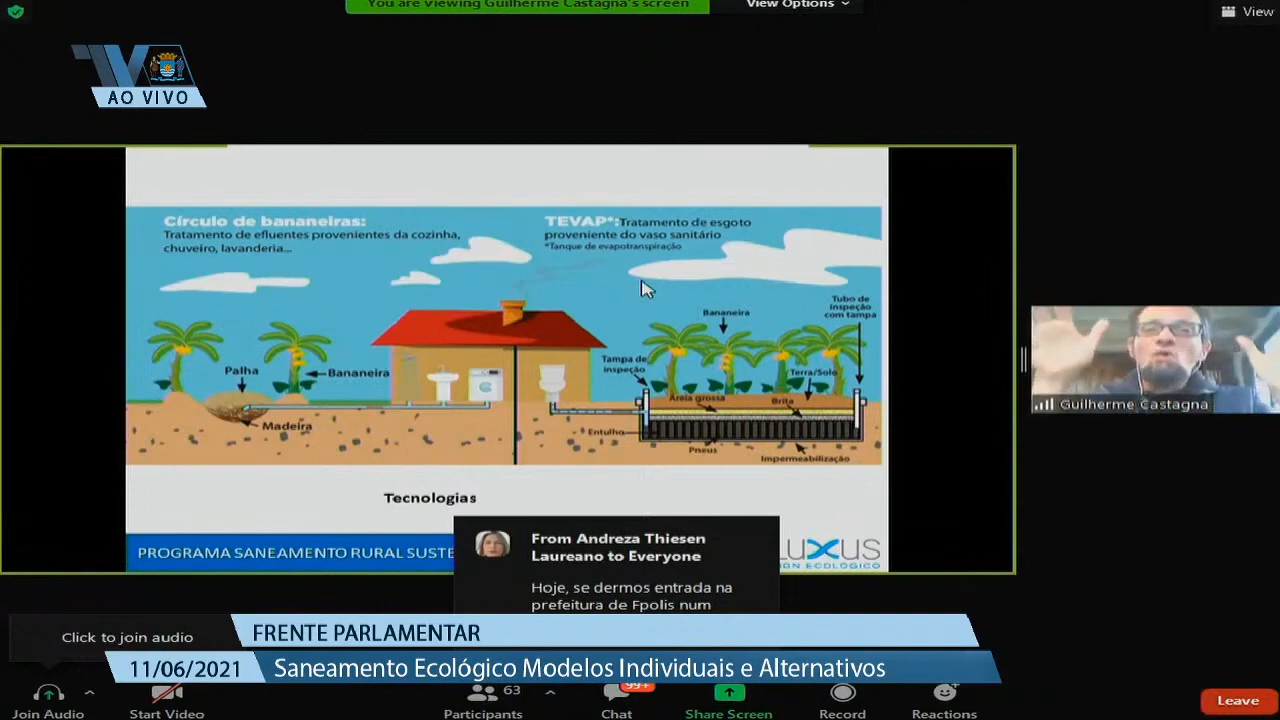 You are viewing Guilherme Castagna's screen
View Options
View
TV
AO VIVO
Círculo de bananeiras:
Tratamento de efluentes provenientes da cozinha,
chuveiro, lavanderia...
TEVAP*: Tratamento de esgoto
proveniente do vaso sanitário
*Tanque de evapotranspiração
Tubo de
inspeção
com tampa
Bananeira
Palha
Bananeira
Tampa de
inspeção
Terra/Solo
Areia grossa
Brita
Madeira
Entulho
Pneus
Impermeabilização
Guilherme Castagna
Tecnologias
PROGRAMA SANEAMENTO RURAL SUSTE
LUXUS
IGN ECOLÓGICO
From Andreza Thiesen
Laureano to Everyone
Hoje, se dermos entrada na
prefeitura de Fpolis num
Click to join audio
FRENTE PARLAMENTAR
11/06/2021
Saneamento Ecológico Modelos Individuais e Alternativos
63
99+
Join Audio
Start Video
Participants
Chat
Share Screen
Record
Reactions
Leave